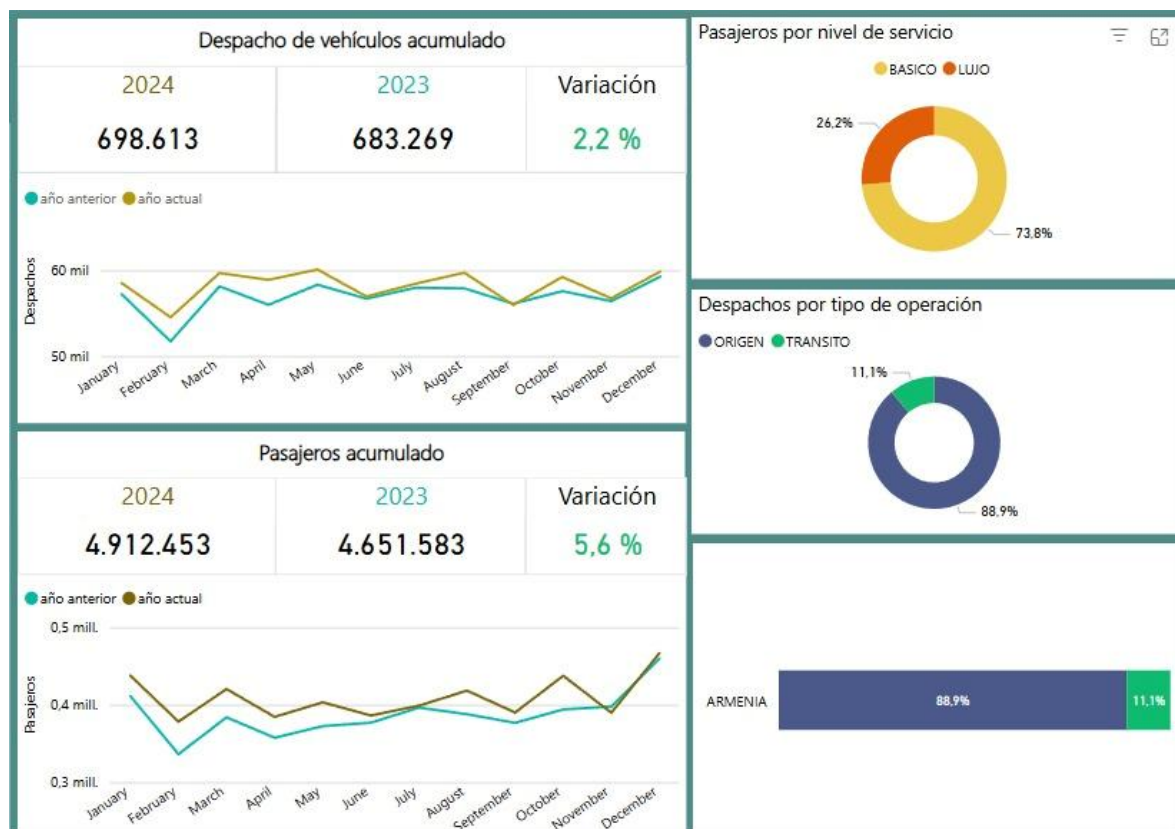 Despacho de vehículos acumulado
2024 2023 Variación
698.613 683.269 2,2 %
año anterior año actual
60 mil
Despachos
50 mil
January February March April May June July August September October November December
Pasajeros acumulado
2024 2023 Variación
4.912.453 4.651.583 5,6 %
año anterior año actual
0,5 mill.
Pasajeros
0,4 mill.
0,3 mill.
January February March April May June July August September October November December
Pasajeros por nivel de servicio
BASICO LUJO
26,2%
73,8%
Despachos por tipo de operación
ORIGEN TRANSITO
11,1%
88,9%
ARMENIA 88,9% 11,1%